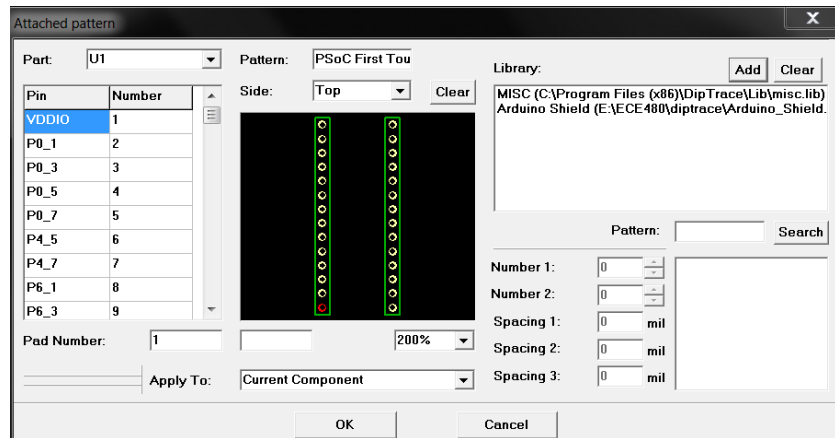 Attached pattern
X
Part: U1
Pattern: PSoC First Tou
Side: Top Clear
Library: Add Clear
Pin Number
VDDIO 1
P0_1 2
P0_3 3
P0_5 4
P0_7 5
P4_5 6
P4_7 7
P6_1 8
P6_3 9
MISC (C:\Program Files (x86)\DipTrace\Lib\misc.lib)
Arduino Shield (E:\ECE480\diptrace\Arduino_Shield.
Pattern: Search
Number 1: 0
Number 2: 0
Spacing 1: 0 mil
Spacing 2: 0 mil
Spacing 3: 0 mil
Pad Number: 1 200%
Apply To: Current Component
OK Cancel